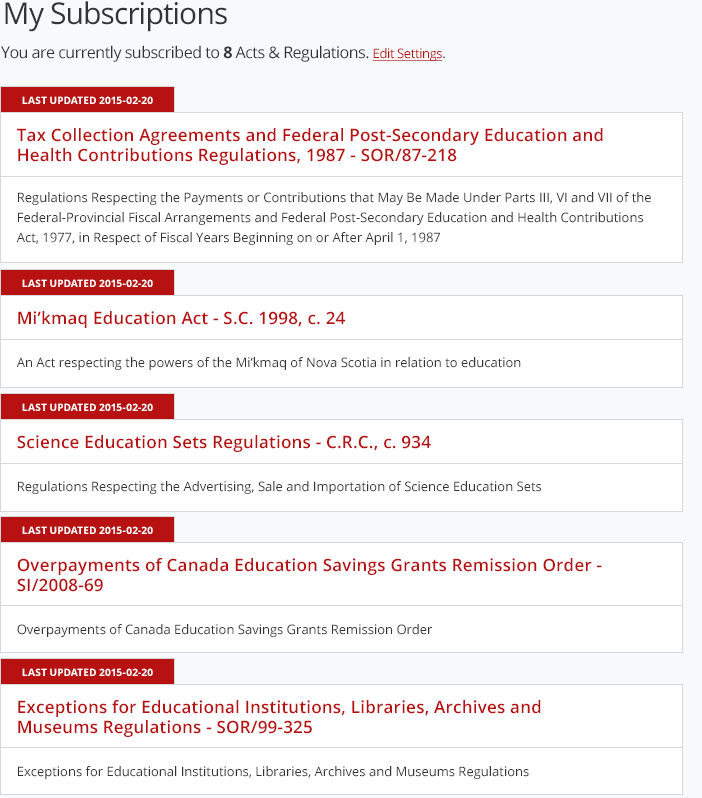 My Subscriptions
You are currently subscribed to 8 Acts & Regulations. Edit Settings.
LAST UPDATED 2015-02-20
Tax Collection Agreements and Federal Post-Secondary Education and
Health Contributions Regulations, 1987 - SOR/87-218
Regulations Respecting the Payments or Contributions that May Be Made Under Parts III, VI and VII of the
Federal-Provincial Fiscal Arrangements and Federal Post-Secondary Education and Health Contributions
Act, 1977, in Respect of Fiscal Years Beginning on or After April 1, 1987
LAST UPDATED 2015-02-20
Mi’kmaq Education Act - S.C. 1998, c. 24
An Act respecting the powers of the Mi’kmaq of Nova Scotia in relation to education
LAST UPDATED 2015-02-20
Science Education Sets Regulations - C.R.C., c. 934
Regulations Respecting the Advertising, Sale and Importation of Science Education Sets
LAST UPDATED 2015-02-20
Overpayments of Canada Education Savings Grants Remission Order -
SI/2008-69
Overpayments of Canada Education Savings Grants Remission Order
LAST UPDATED 2015-02-20
Exceptions for Educational Institutions, Libraries, Archives and
Museums Regulations - SOR/99-325
Exceptions for Educational Institutions, Libraries, Archives and Museums Regulations